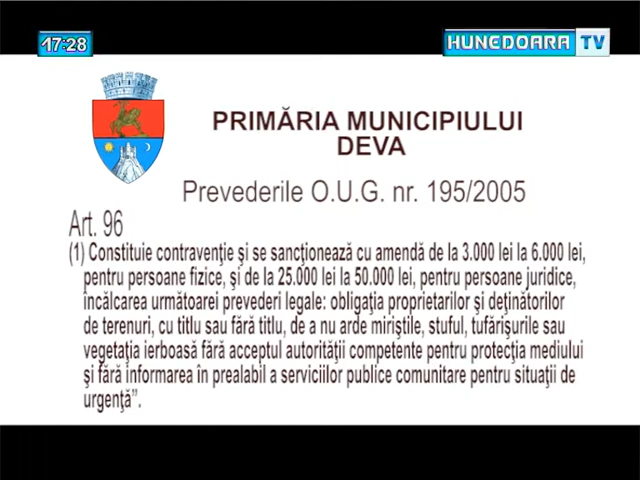 17:28
HUNEDOARA TV
PRIMĂRIA MUNICIPIULUI
DEVA
Prevederile O.U.G. nr. 195/2005
Art. 96
(1) Constituie contravenţie şi se sancţionează cu amendă de la 3.000 lei la 6.000 lei,
pentru persoane fizice, şi de la 25.000 lei la 50.000 lei, pentru persoane juridice,
încălcarea următoarei prevederi legale: obligaţia proprietarilor şi deţinătorilor
de terenuri, cu titlu sau fără titlu, de a nu arde miriştile, stuful, tufărişurile sau
vegetaţia ierboasă fără acceptul autorităţii competente pentru protecţia mediului
şi fără informarea în prealabil a serviciilor publice comunitare pentru situaţii de
urgenţă”.